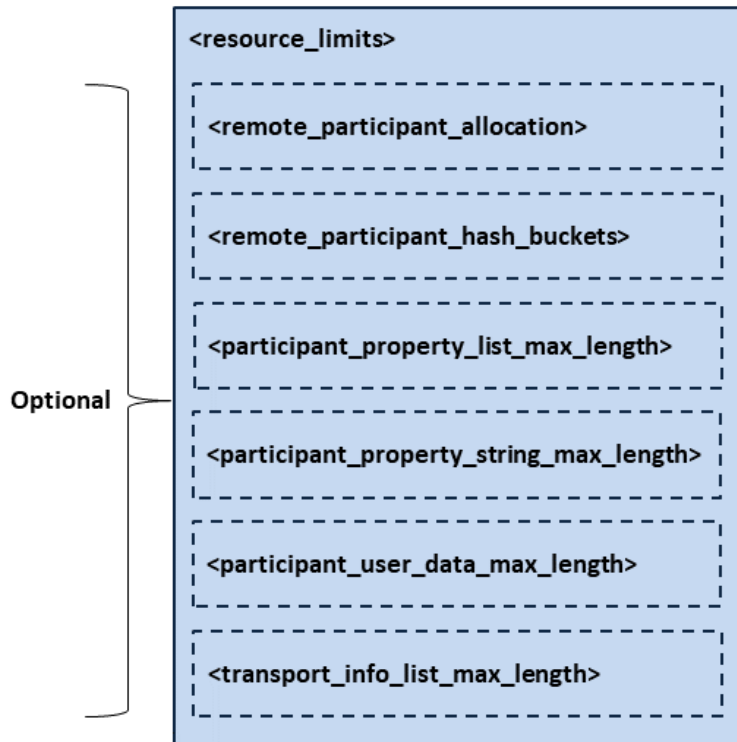 <resource_limits>
<remote_participant_allocation>
<remote_participant_hash_buckets>
<participant_property_list_max_length>
Optional
<participant_property_string_max_length>
<participant_user_data_max_length>
<transport_info_list_max_length>